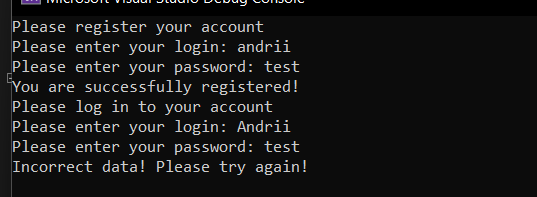 Microsoft Visual Studio Debug Console
Please register your account
Please enter your login: andrii
Please enter your password: test
You are successfully registered!
Please log in to your account
Please enter your login: Andrii
Please enter your password: test
Incorrect data! Please try again!